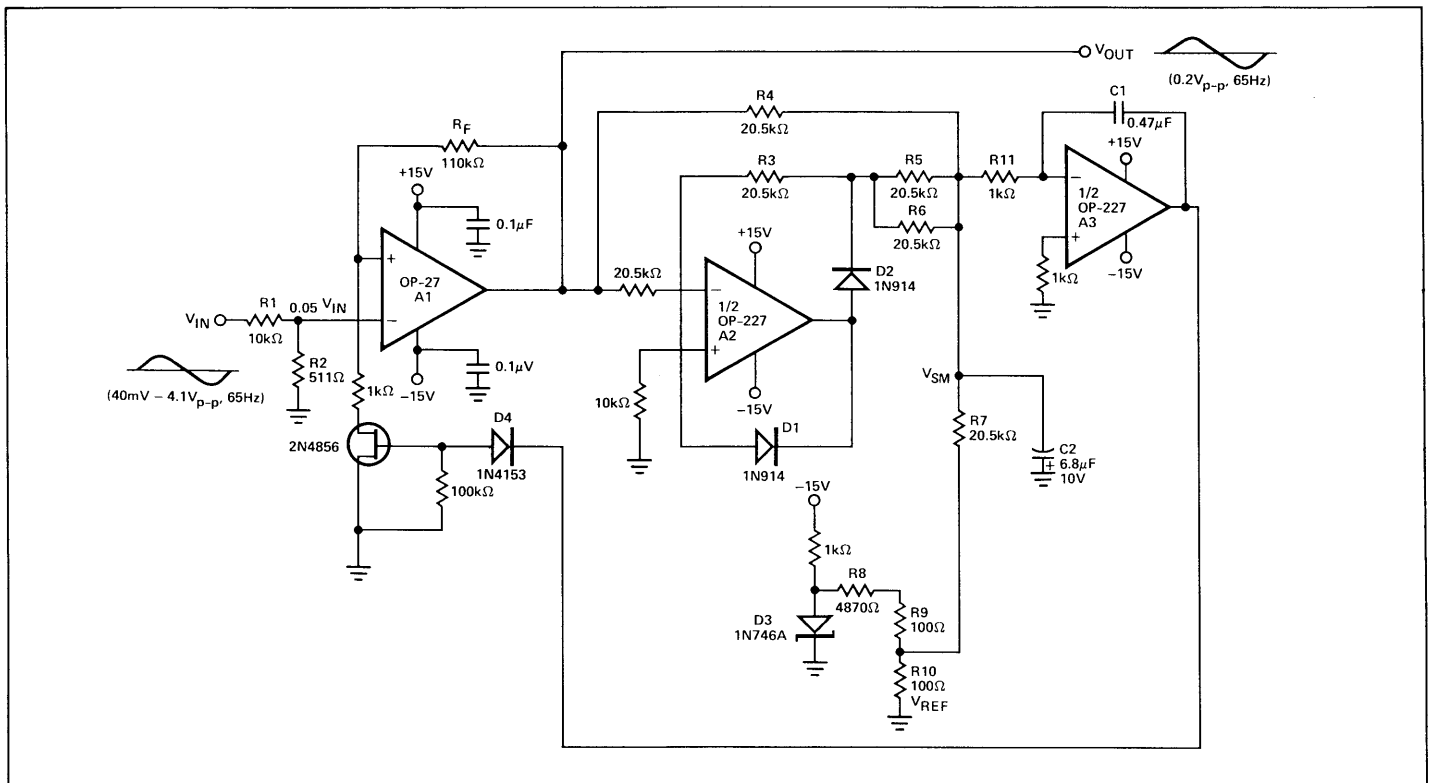 V_OUT
(0.2V_p-p, 65Hz)
R4
20.5kΩ
C1
0.47μF
R_F
110kΩ
R3
20.5kΩ
R5
20.5kΩ
R11
1kΩ
+15V
+15V
0.1μF
R6
20.5kΩ
1/2
OP-227
A3
+
−
+15V
−15V
1kΩ
D2
1N914
OP-27
A1
+
−
20.5kΩ
1/2
OP-227
A2
−
+
V_IN
R1
10kΩ
0.05 V_IN
R2
511Ω
0.1μV
−15V
(40mV – 4.1V_p-p, 65Hz)
−15V
V_SM
10kΩ
1kΩ
R7
20.5kΩ
D1
1N914
C2
6.8μF
+
10V
2N4856
D4
1N4153
100kΩ
−15V
1kΩ
R8
4870Ω
R9
100Ω
D3
1N746A
R10
100Ω
V_REF